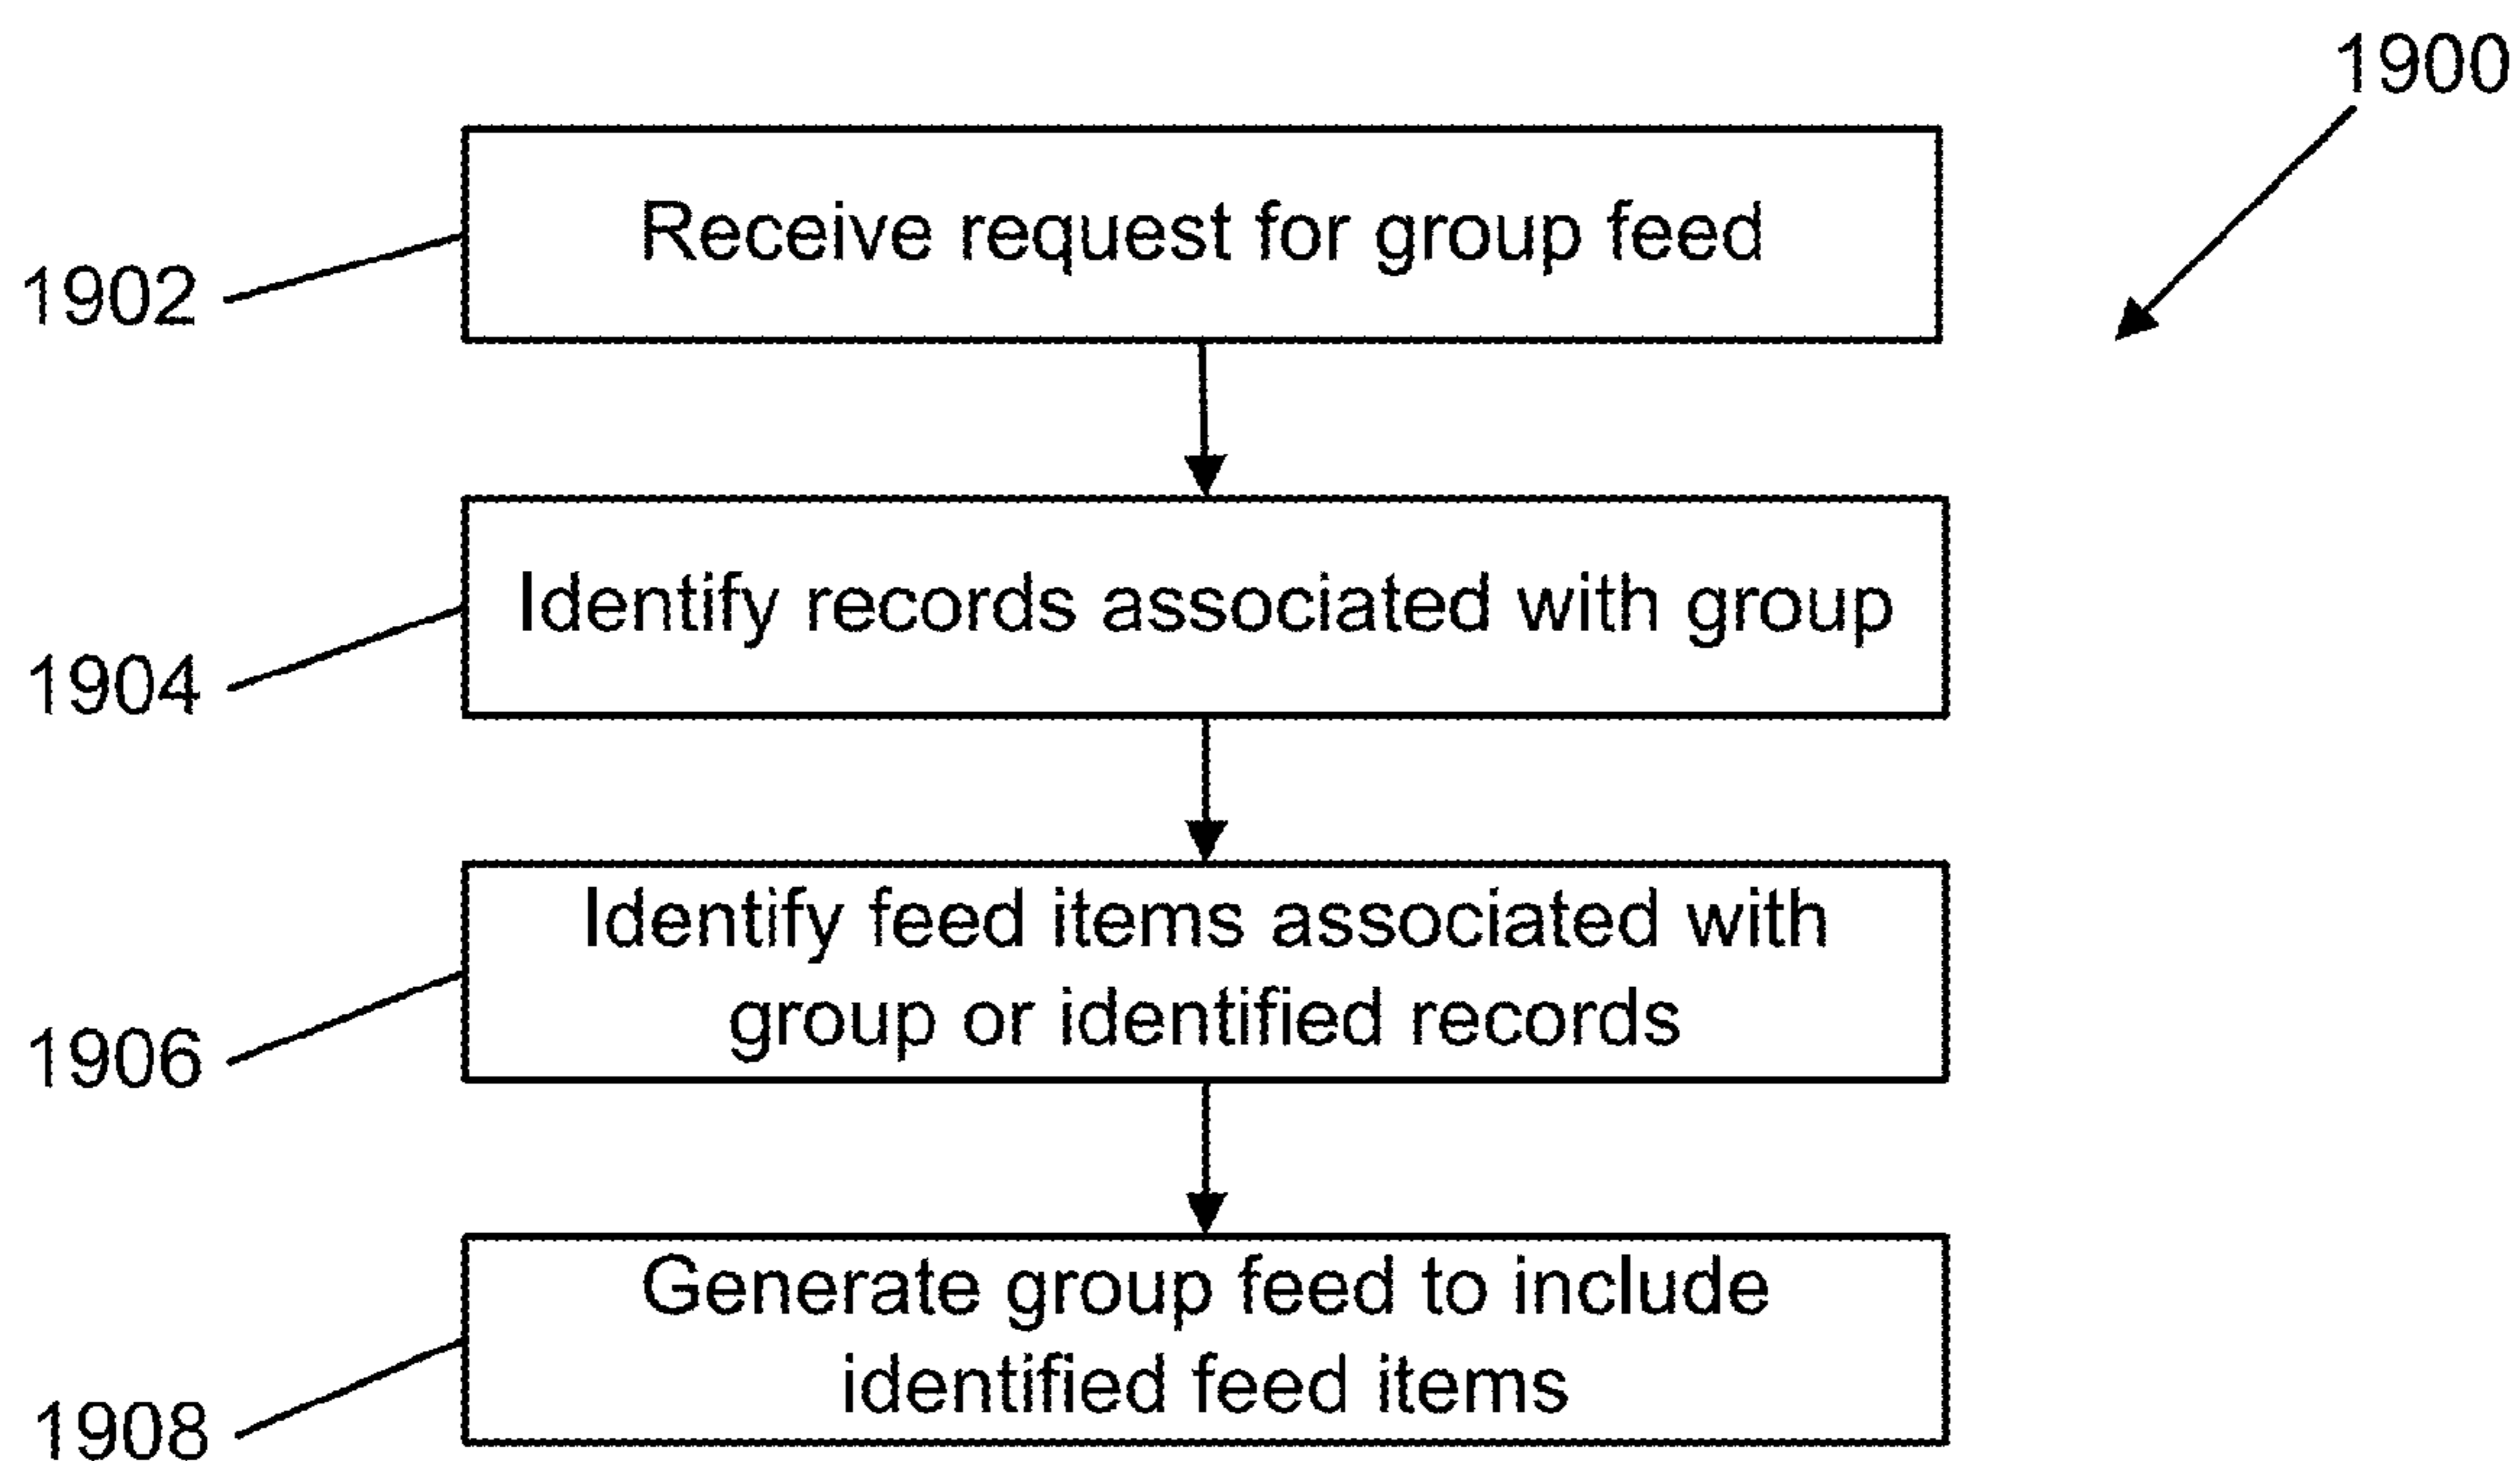 1900
Receive request for group feed
1902
Identify records associated with group
1904
Identify feed items associated with
group or identified records
1906
Generate group feed to include
identified feed items
1908